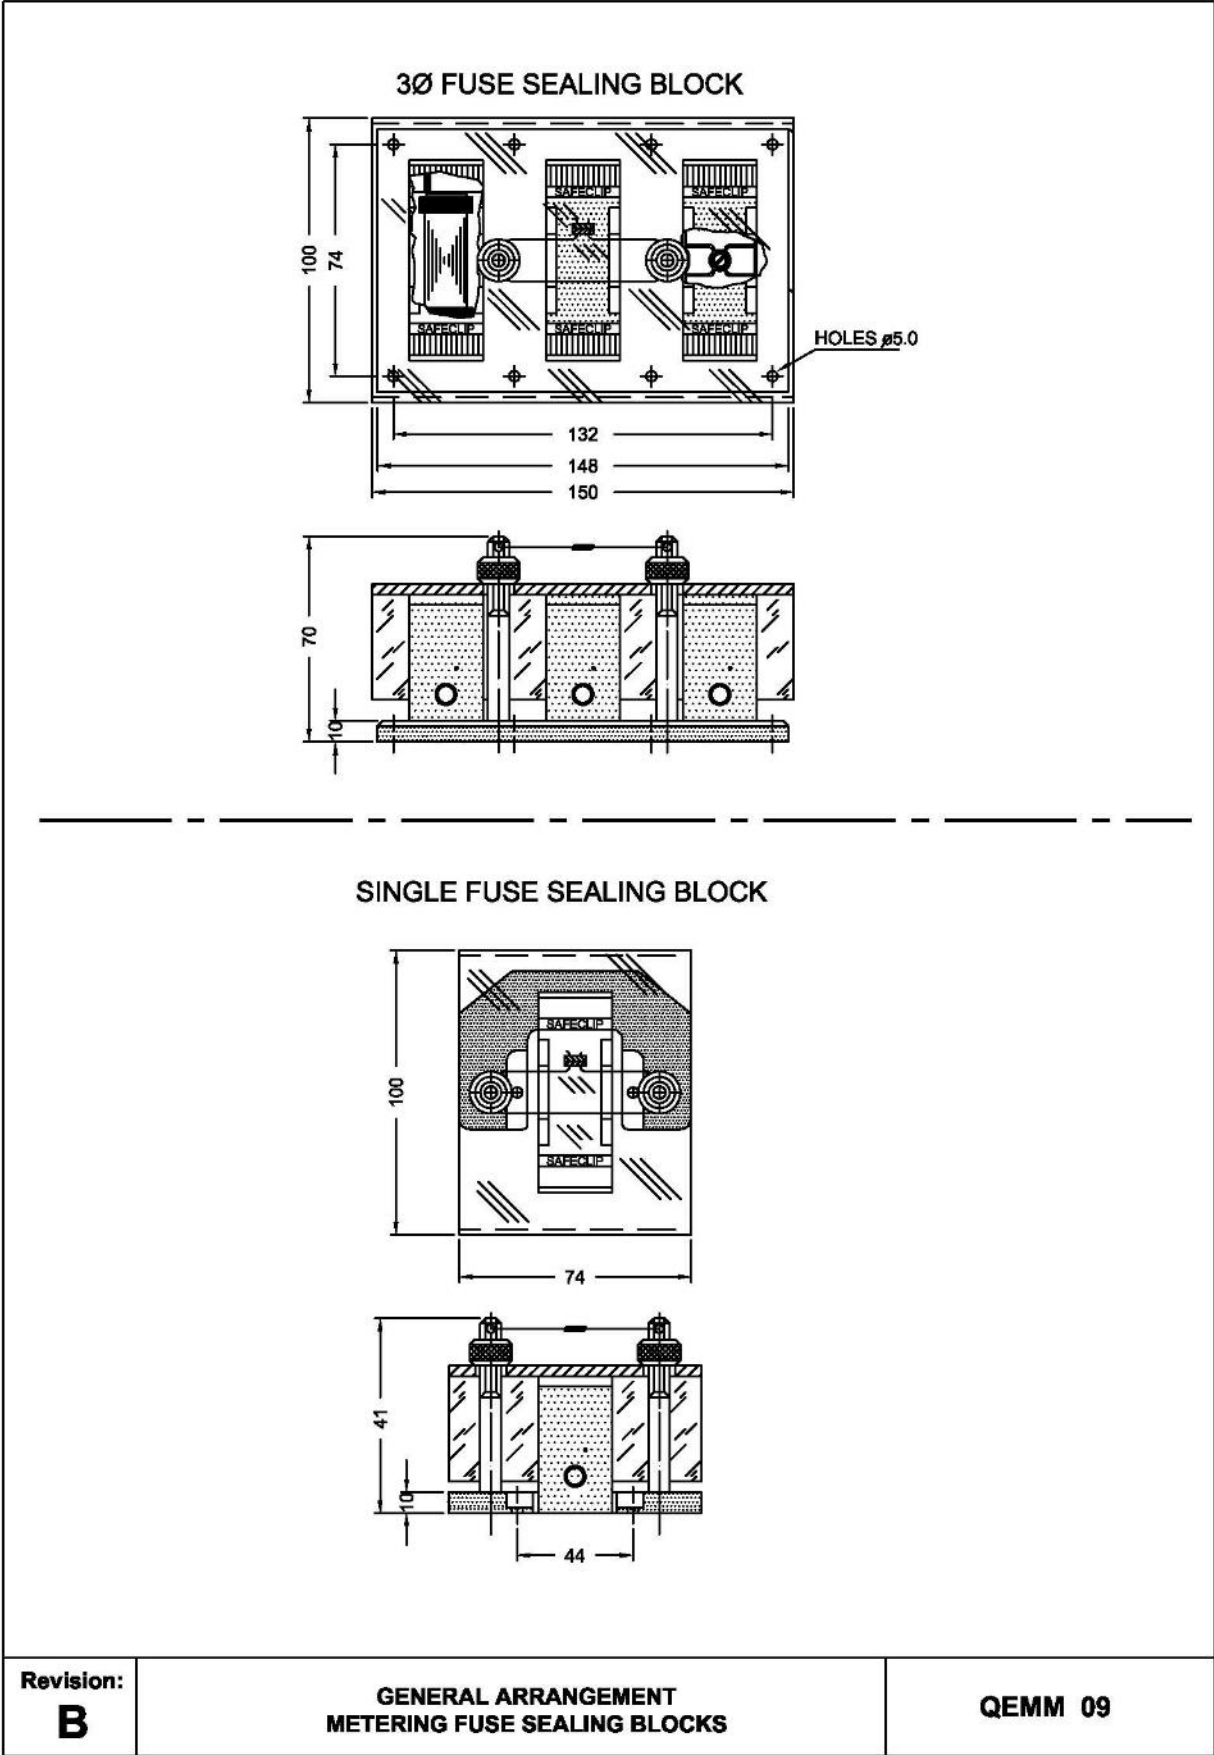 3Ø FUSE SEALING BLOCK
SAFECLIP
SAFECLIP
100
74
SAFECLIP
SAFECLIP
SAFECLIP
HOLES ø5.0
132
148
150
70
10
SINGLE FUSE SEALING BLOCK
SAFECLIP
100
SAFECLIP
74
41
10
44
Revision:
B
GENERAL ARRANGEMENT
METERING FUSE SEALING BLOCKS
QEMM 09